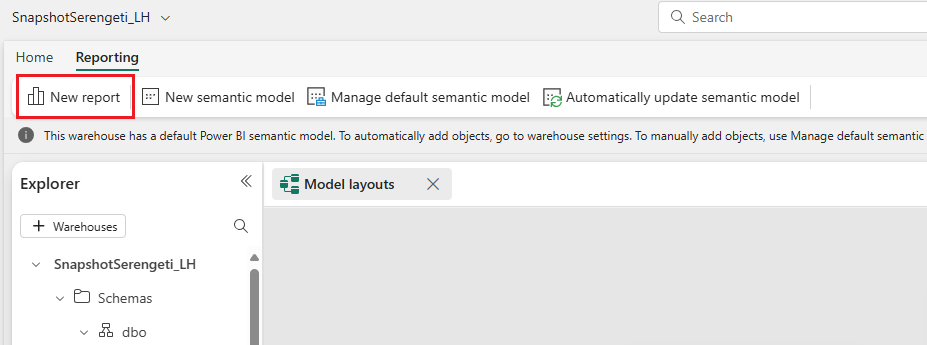 SnapshotSerengeti_LH
Search
Home Reporting
New report New semantic model Manage default semantic model Automatically update semantic model
This warehouse has a default Power BI semantic model. To automatically add objects, go to warehouse settings. To manually add objects, use Manage default semantic
Explorer
Model layouts
+ Warehouses
SnapshotSerengeti_LH
Schemas
dbo